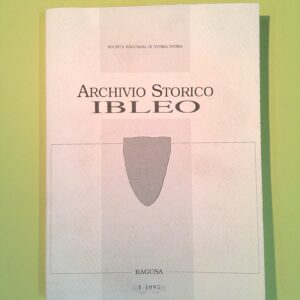 SOCIETÀ RAGUSANA DI STORIA PATRIA
ARCHIVIO STORICO
IBLEO
RAGUSA
1-1995